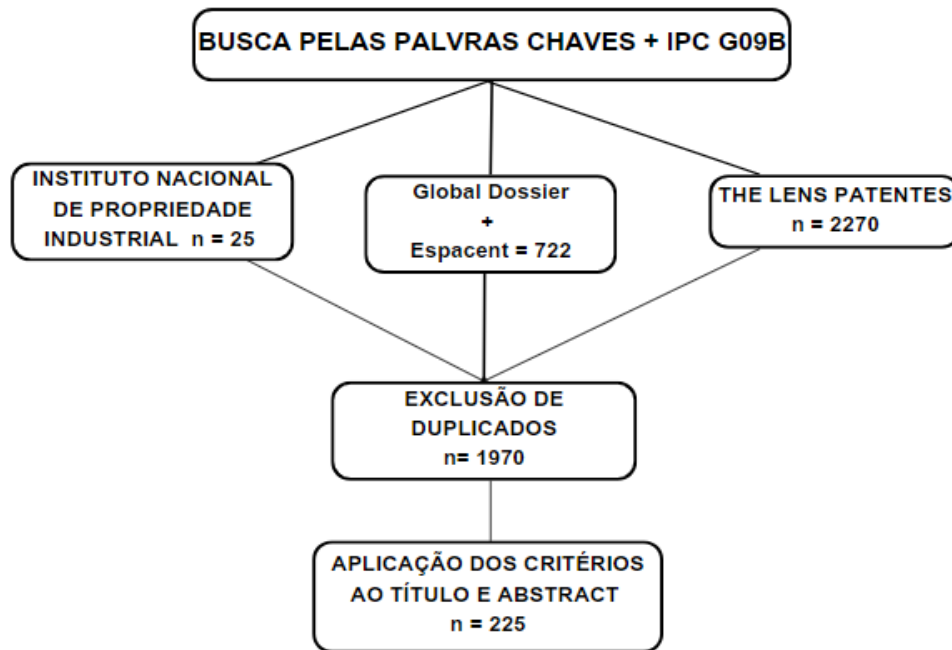 BUSCA PELAS PALVRAS CHAVES + IPC G09B
INSTITUTO NACIONAL
DE PROPRIEDADE
INDUSTRIAL n = 25
Global Dossier
+
Espacent = 722
THE LENS PATENTES
n = 2270
EXCLUSÃO DE
DUPLICADOS
n= 1970
APLICAÇÃO DOS CRITÉRIOS
AO TÍTULO E ABSTRACT
n = 225